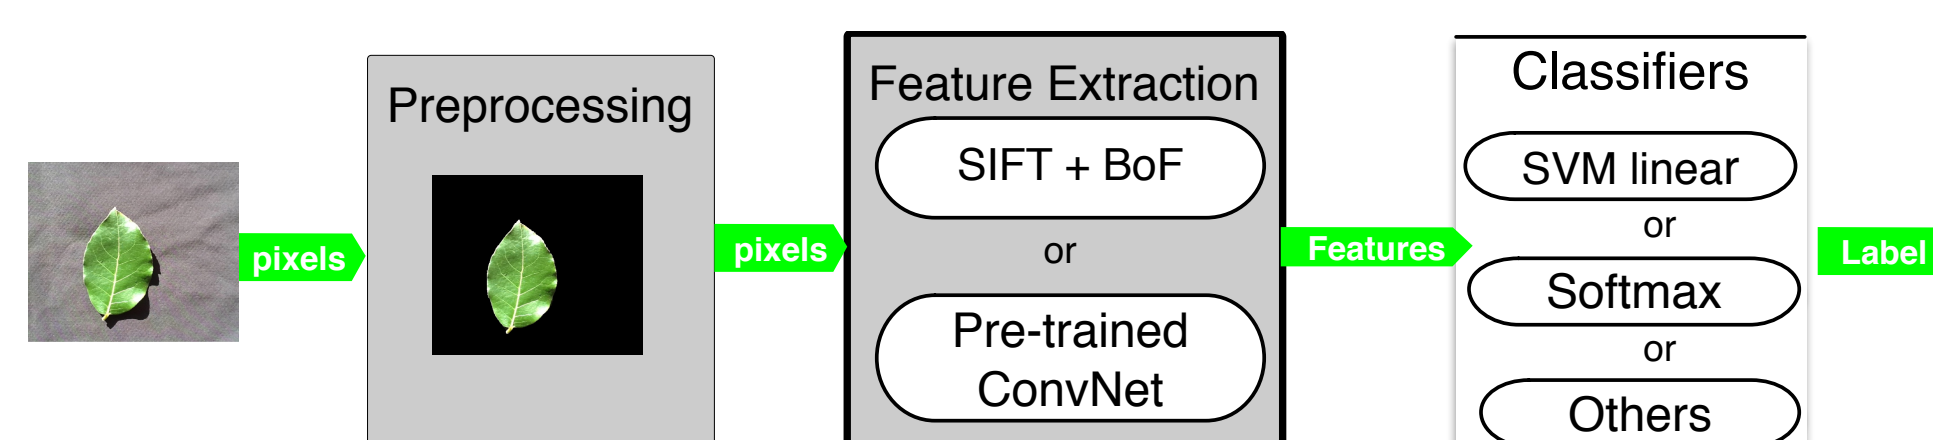 pixels
Preprocessing
pixels
Feature Extraction
SIFT + BoF
or
Pre-trained
ConvNet
Features
Classifiers
SVM linear
or
Softmax
or
Others
Label